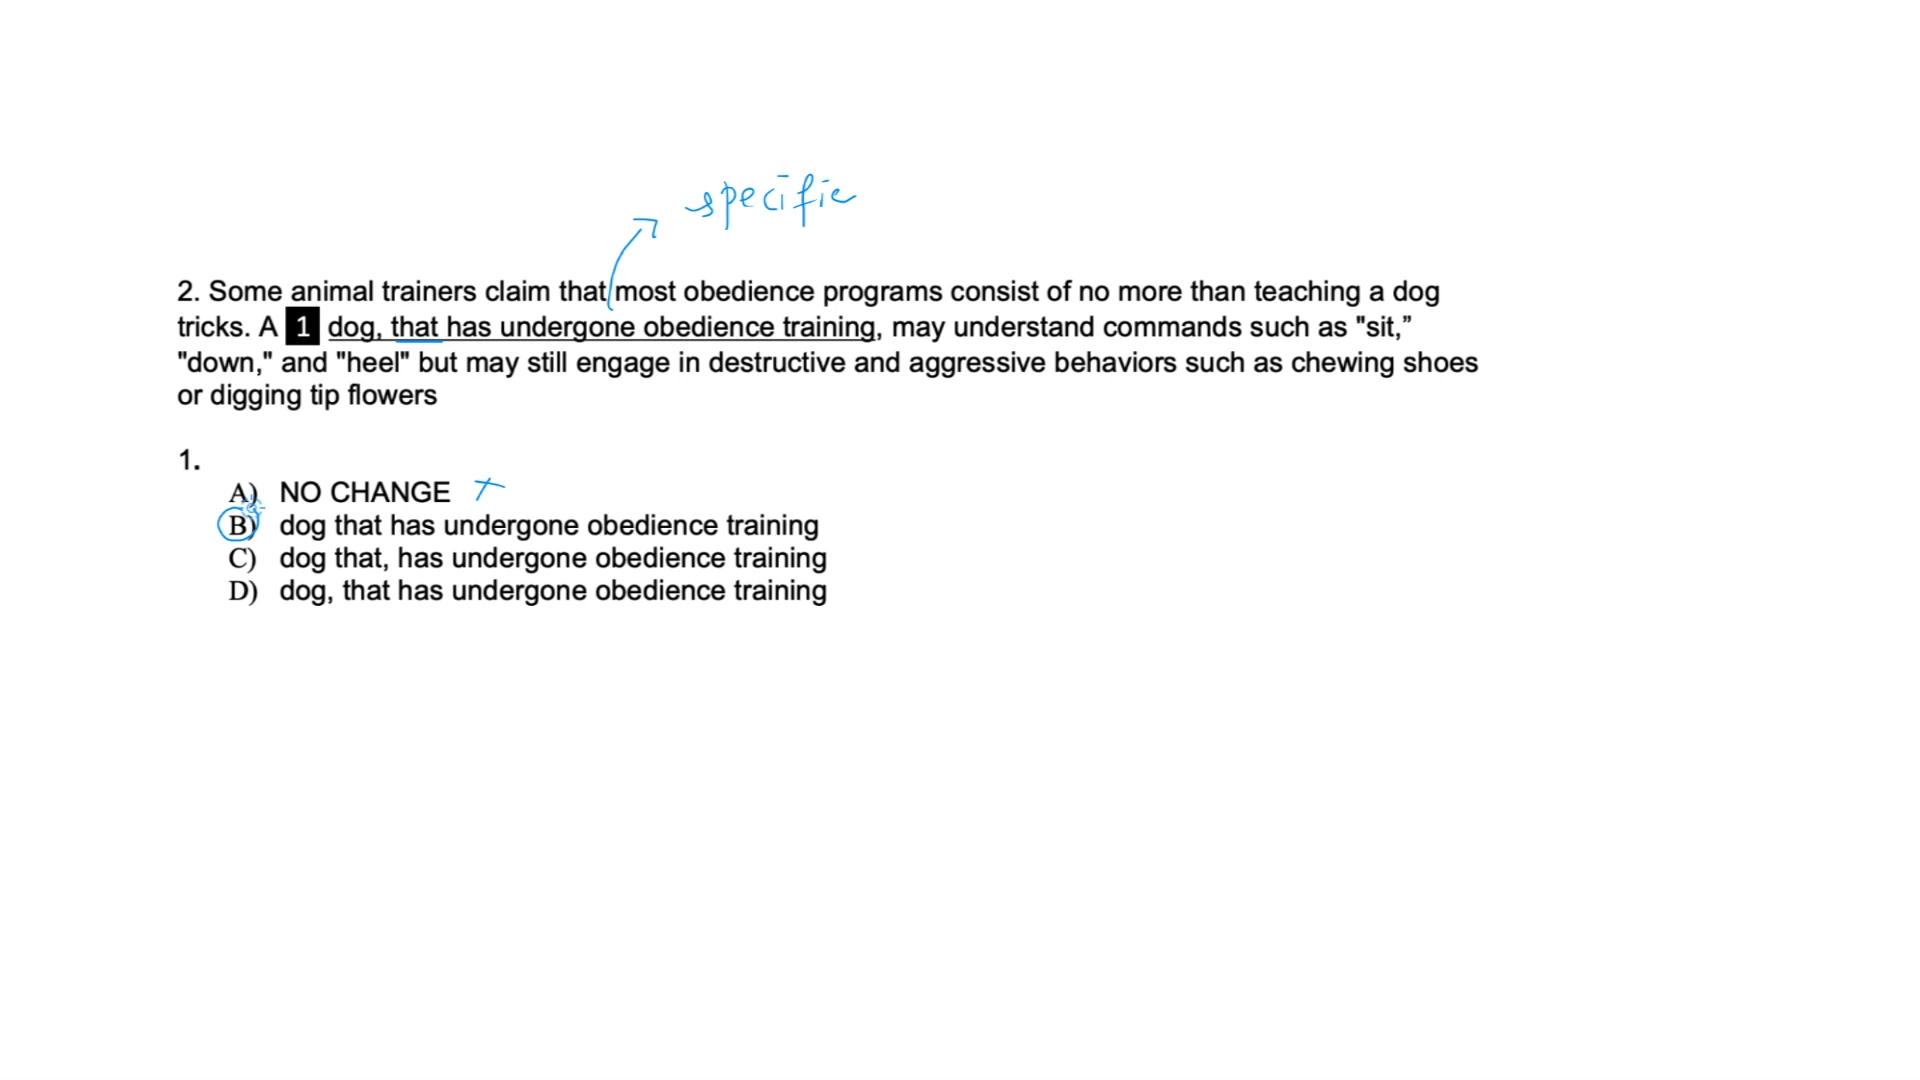 specific
2. Some animal trainers claim that most obedience programs consist of no more than teaching a dog
tricks. A 1 dog, that has undergone obedience training, may understand commands such as "sit,”
"down," and "heel" but may still engage in destructive and aggressive behaviors such as chewing shoes
or digging tip flowers
1.
A) NO CHANGE
B) dog that has undergone obedience training
C) dog that, has undergone obedience training
D) dog, that has undergone obedience training